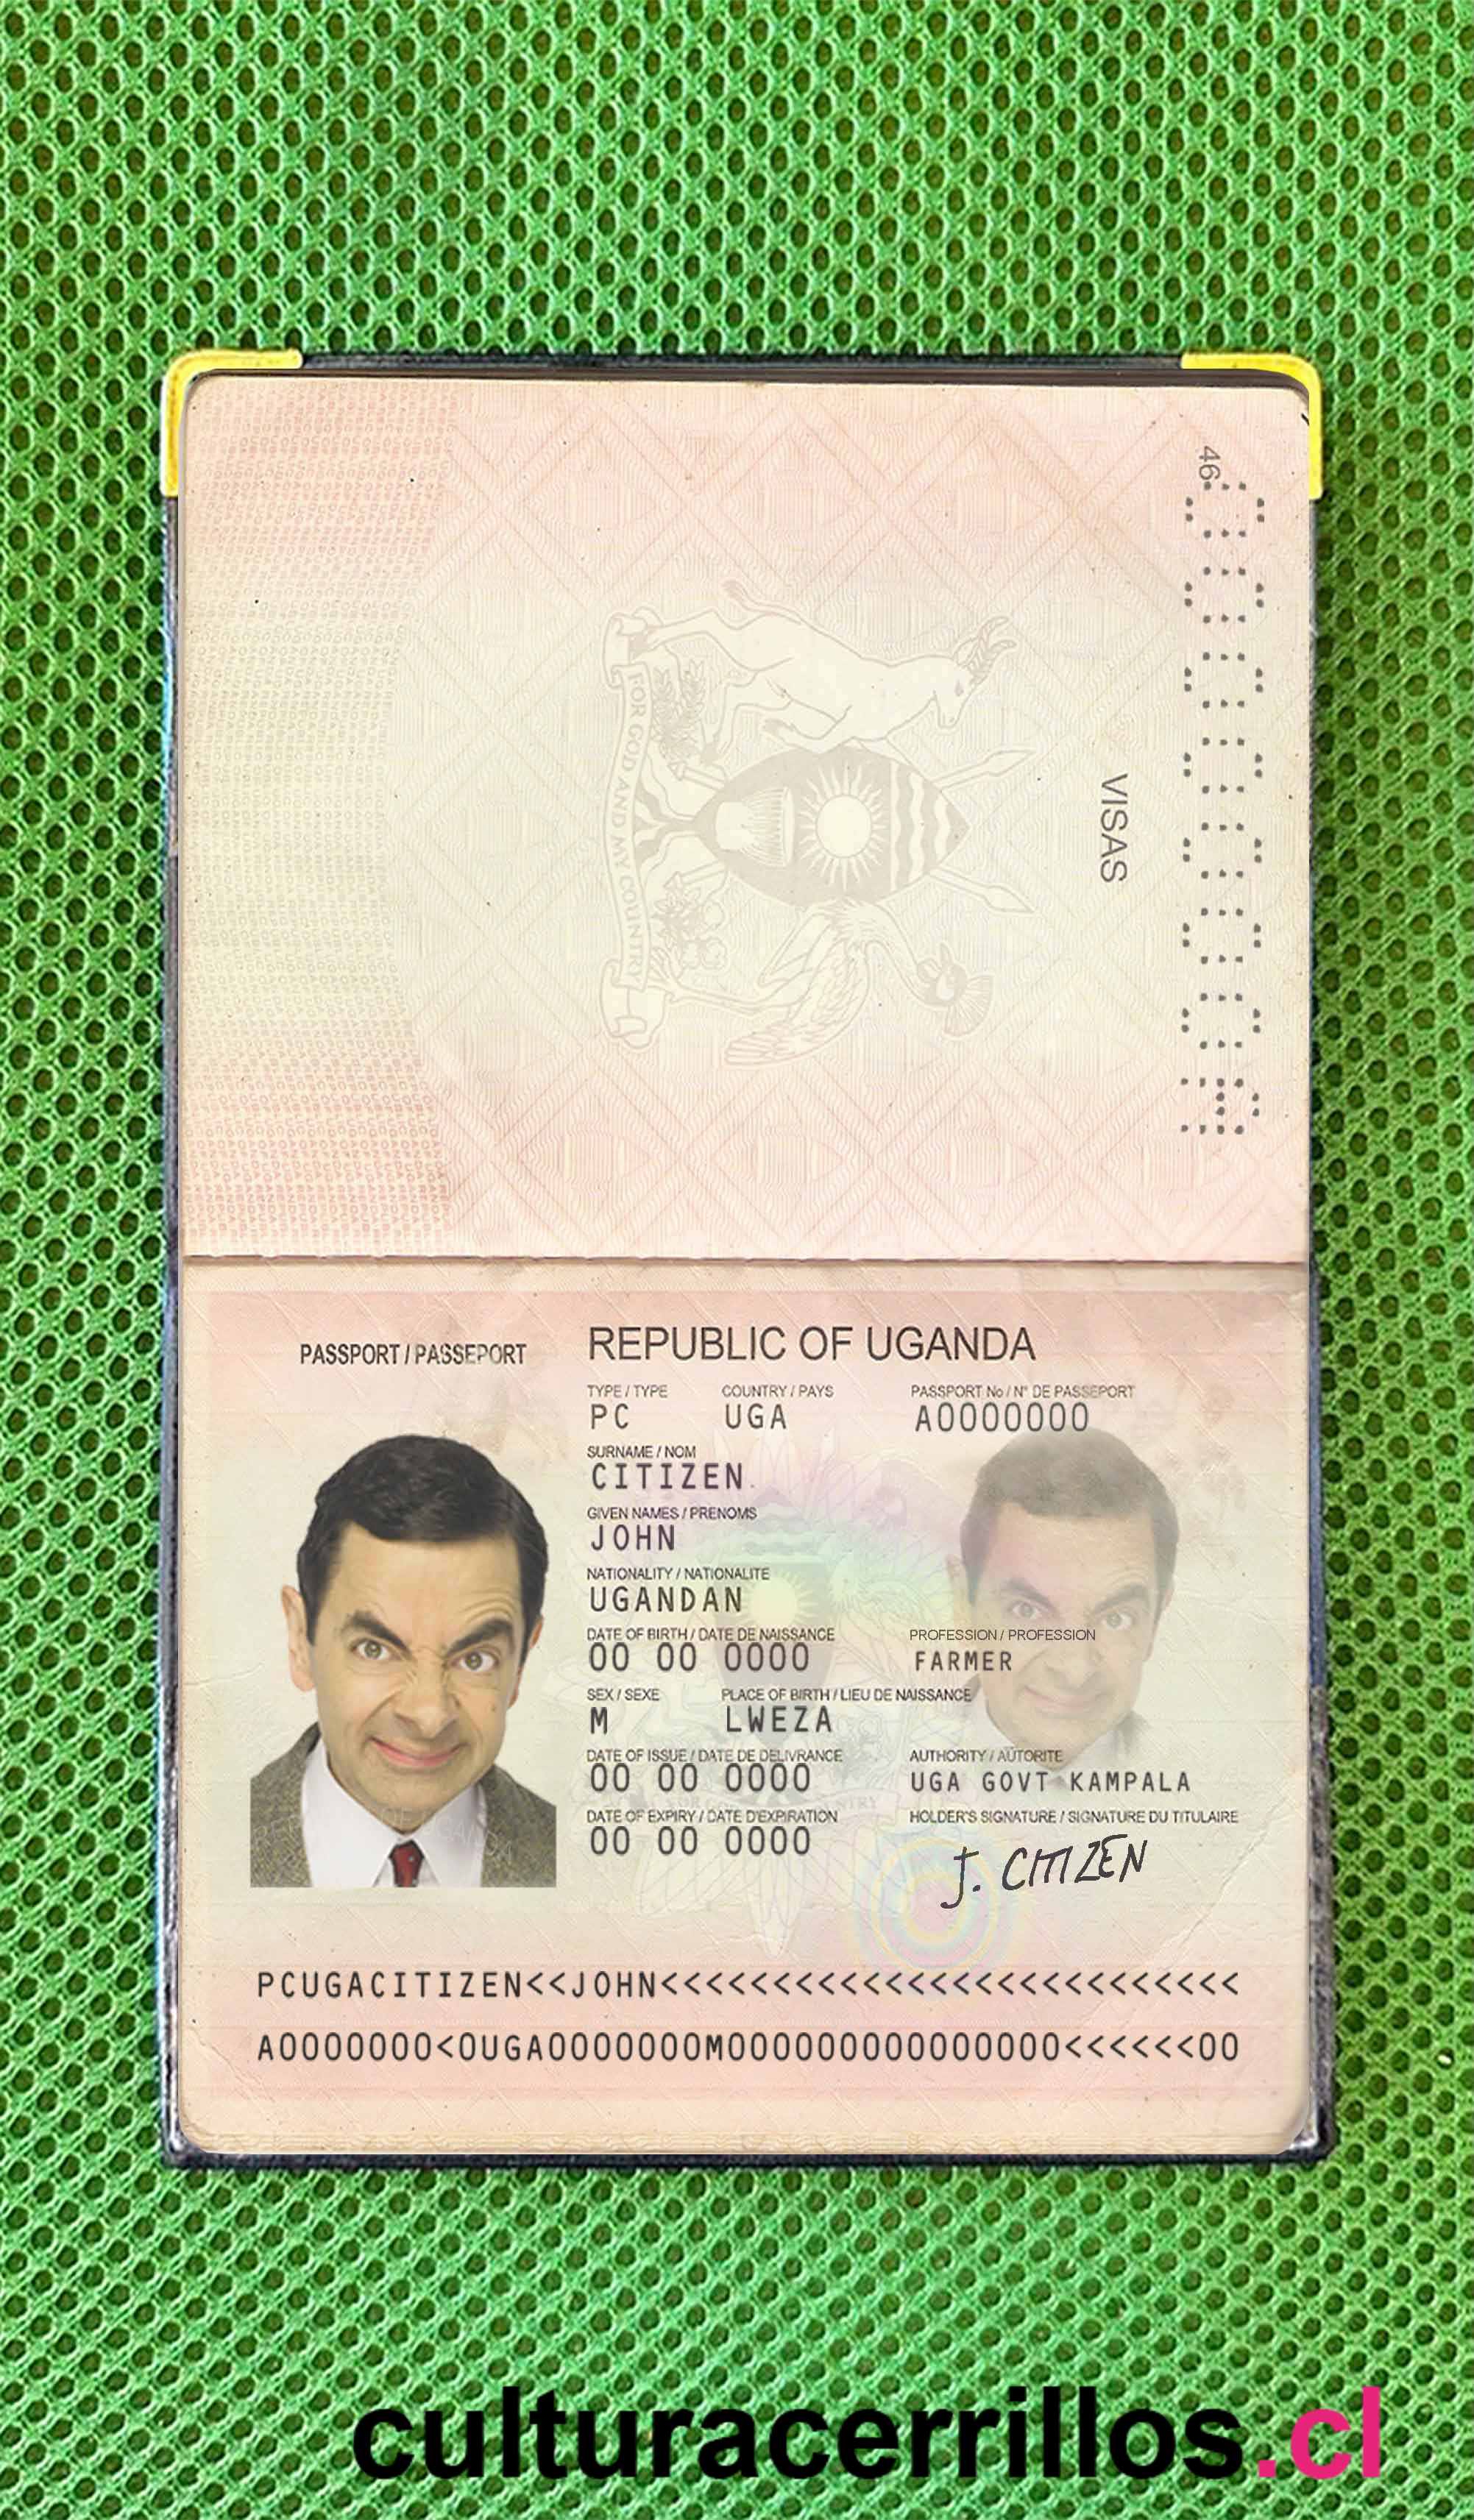 46
VISAS
FOR GOD AND MY COUNTRY
PASSPORT / PASSEPORT
REPUBLIC OF UGANDA
TYPE / TYPE COUNTRY / PAYS PASSPORT No / N° DE PASSEPORT
PC UGA A0000000
SURNAME / NOM
CITIZEN
GIVEN NAMES / PRENOMS
JOHN
NATIONALITY / NATIONALITE
UGANDAN
DATE OF BIRTH / DATE DE NAISSANCE PROFESSION / PROFESSION
00 00 0000 FARMER
SEX / SEXE PLACE OF BIRTH / LIEU DE NAISSANCE
M LWEZA
DATE OF ISSUE / DATE DE DELIVRANCE AUTHORITY / AUTORITE
00 00 0000 UGA GOVT KAMPALA
DATE OF EXPIRY / DATE D'EXPIRATION HOLDER'S SIGNATURE / SIGNATURE DU TITULAIRE
00 00 0000 J. CITIZEN
PCUGACITIZEN<<JOHN<<<<<<<<<<<<<<<<<<<<<<<<<<
A0000000<0UGA0000000M000000000000000<<<<<<00
culturacerrillos.cl